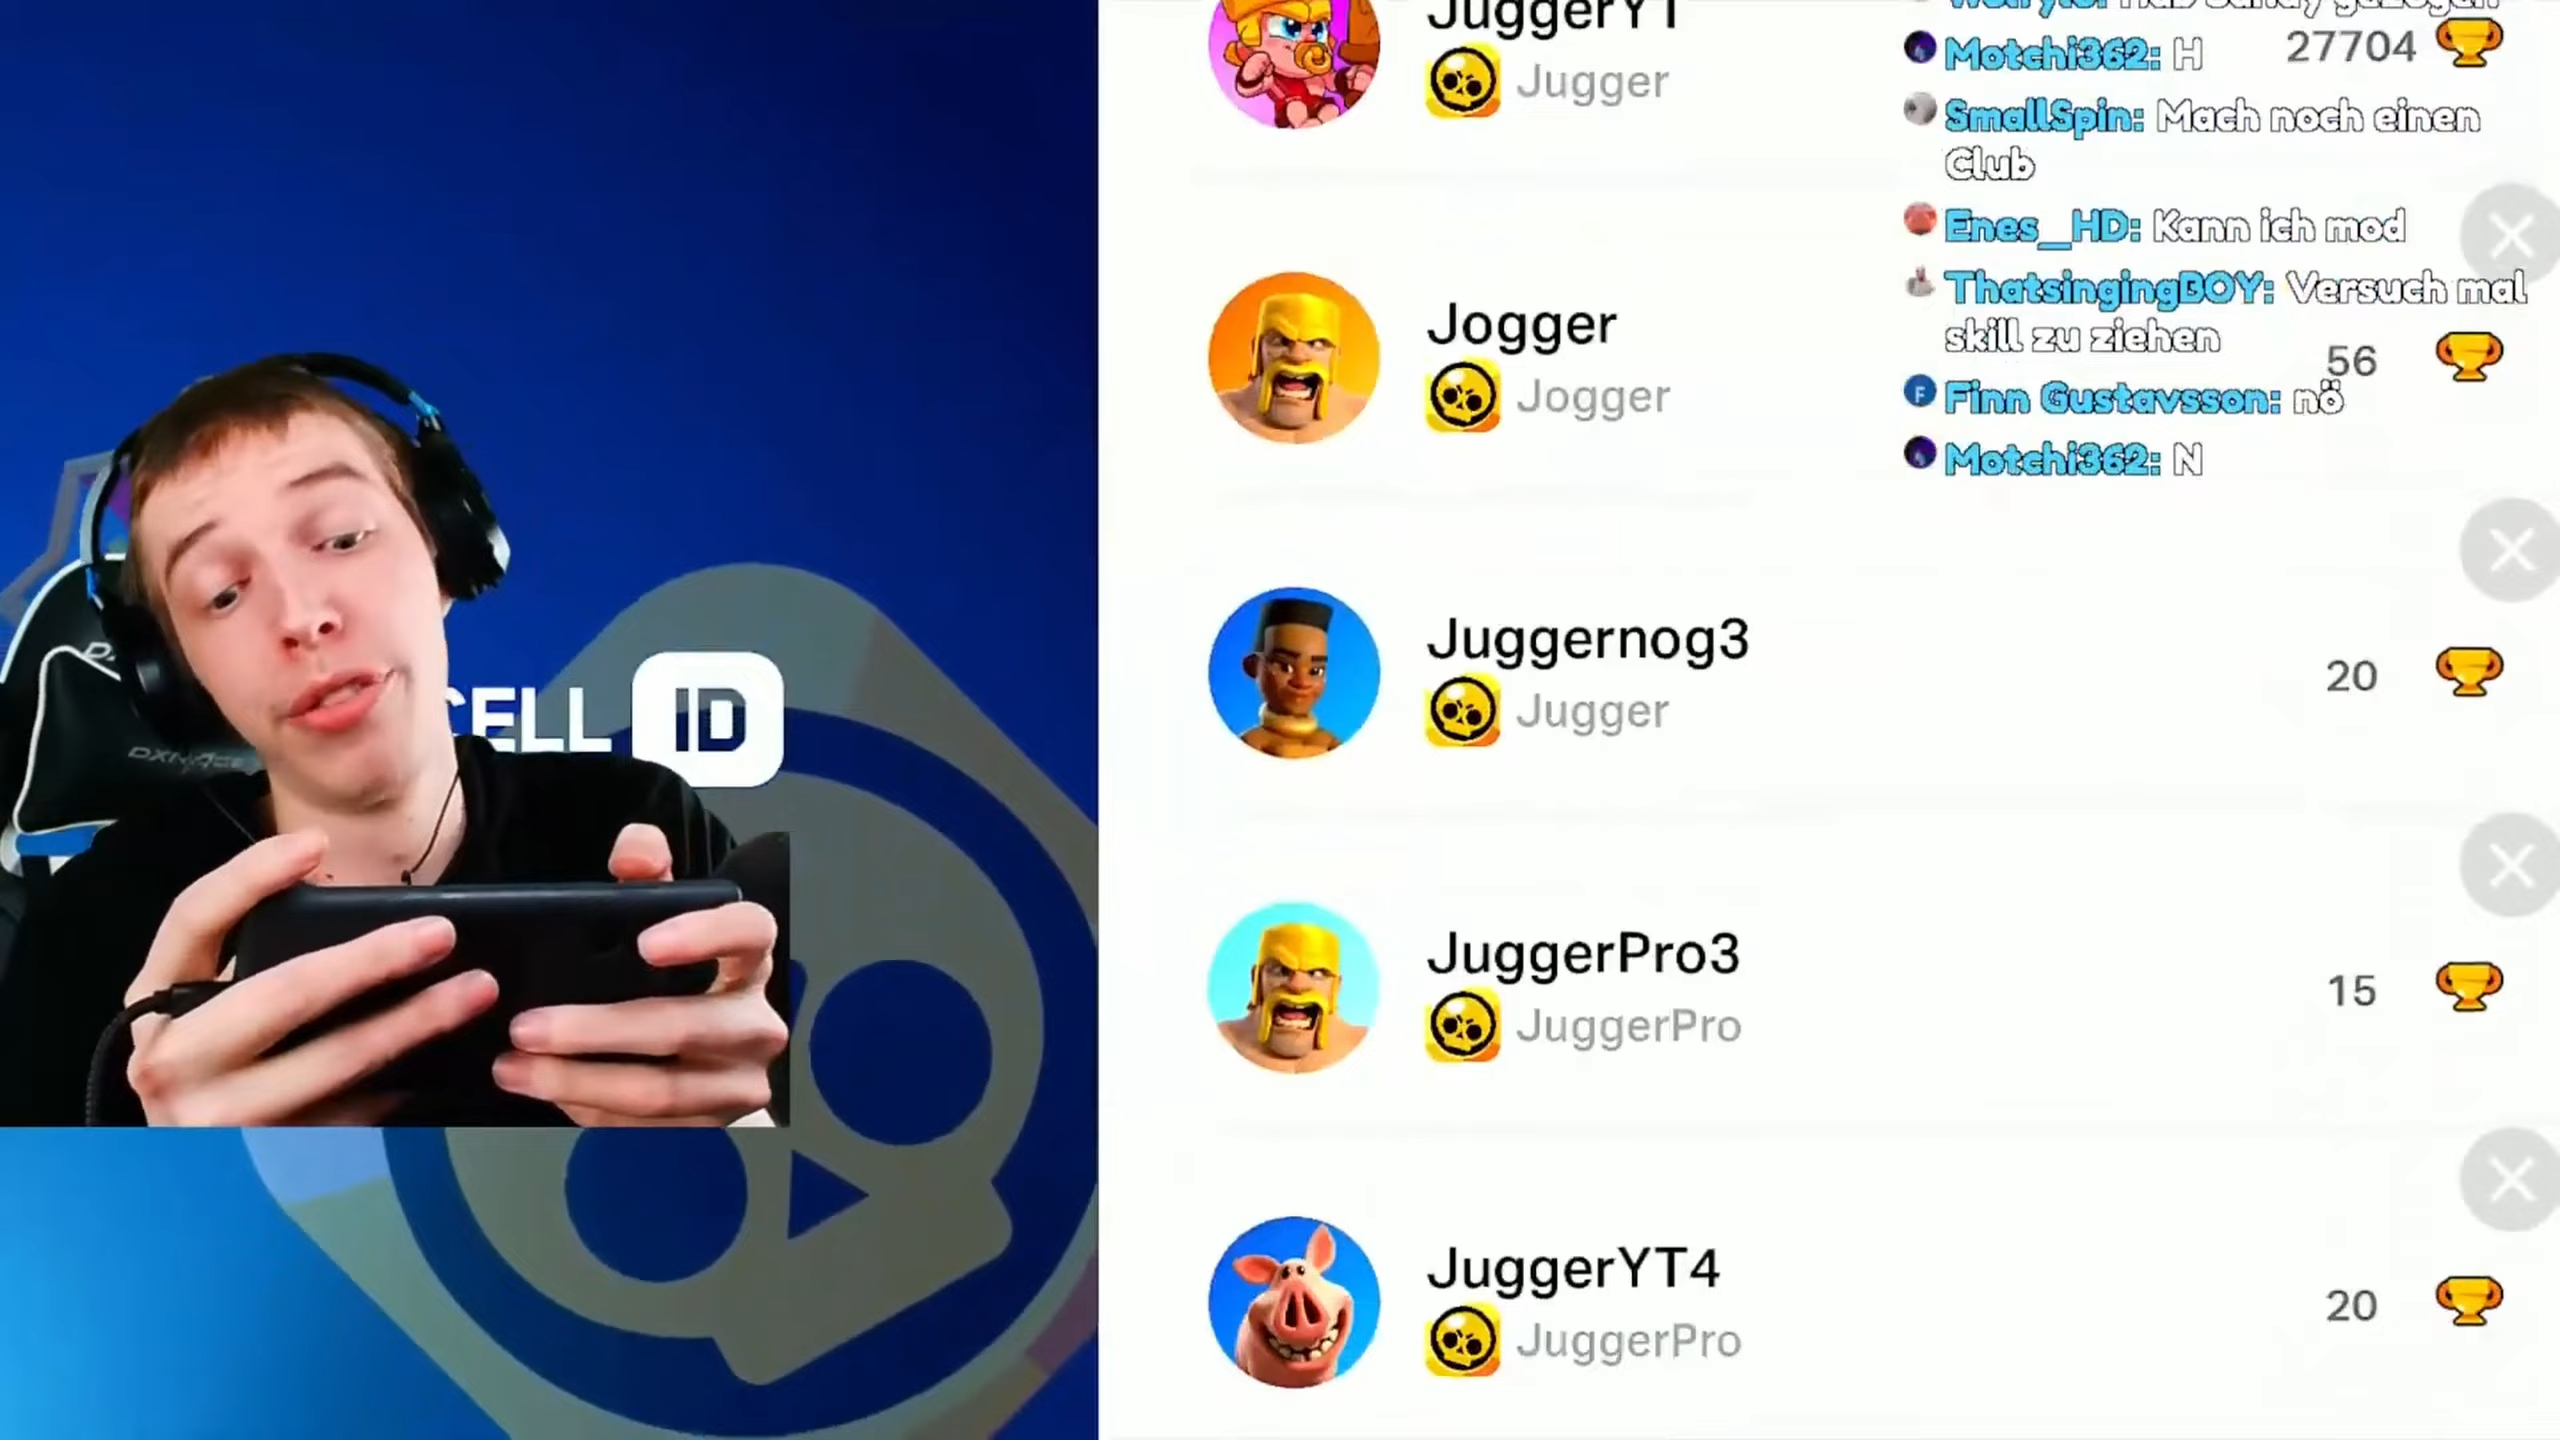 JuggerYT
Jugger
27704
Motchi362: H
SmallSpin: Mach noch einen
Club
Enes_HD: Kann ich mod
ThatsingingBOY: Versuch mal
skill zu ziehen
Finn Gustavsson: nö
Motchi362: N
Jogger
Jogger
56
Juggernog3
Jugger
20
JuggerPro3
JuggerPro
15
JuggerYT4
JuggerPro
20
CELL ID
F